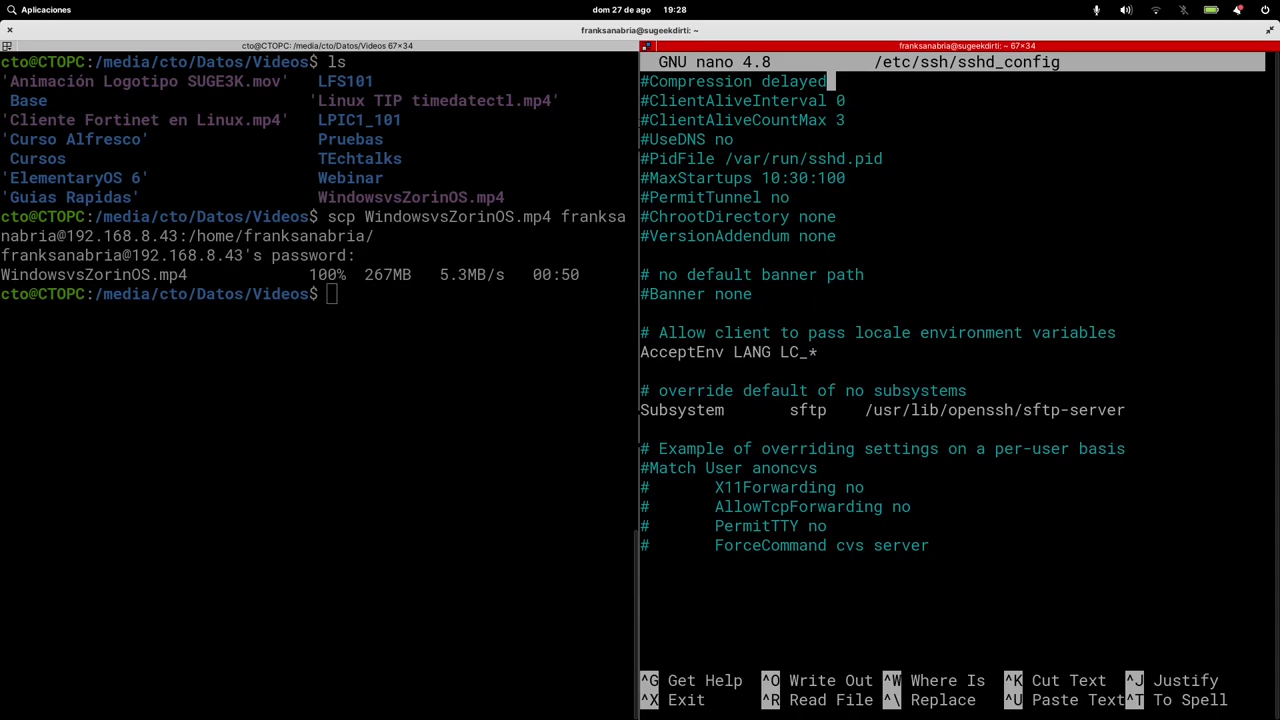 Aplicaciones
dom 27 de ago 19:28
franksanabria@sugeekdirti: ~
cto@CTOPC: /media/cto/Datos/Videos 67×34
cto@CTOPC:/media/cto/Datos/Videos$ ls
'Animación Logotipo SUGE3K.mov' LFS101
Base 'Linux TIP timedatectl.mp4'
'Cliente Fortinet en Linux.mp4' LPIC1_101
'Curso Alfresco' Pruebas
Cursos TEchtalks
'ElementaryOS 6' Webinar
'Guias Rapidas' WindowsvsZorinOS.mp4
cto@CTOPC:/media/cto/Datos/Videos$ scp WindowsvsZorinOS.mp4 franksa
nabria@192.168.8.43:/home/franksanabria/
franksanabria@192.168.8.43's password:
WindowsvsZorinOS.mp4 100% 267MB 5.3MB/s 00:50
cto@CTOPC:/media/cto/Datos/Videos$
franksanabria@sugeekdirti: ~ 67×34
GNU nano 4.8 /etc/ssh/sshd_config
#Compression delayed
#ClientAliveInterval 0
#ClientAliveCountMax 3
#UseDNS no
#PidFile /var/run/sshd.pid
#MaxStartups 10:30:100
#PermitTunnel no
#ChrootDirectory none
#VersionAddendum none
# no default banner path
#Banner none
# Allow client to pass locale environment variables
AcceptEnv LANG LC_*
# override default of no subsystems
Subsystem sftp /usr/lib/openssh/sftp-server
# Example of overriding settings on a per-user basis
#Match User anoncvs
# X11Forwarding no
# AllowTcpForwarding no
# PermitTTY no
# ForceCommand cvs server
^G Get Help ^O Write Out ^W Where Is ^K Cut Text ^J Justify
^X Exit ^R Read File ^\ Replace ^U Paste Text ^T To Spell